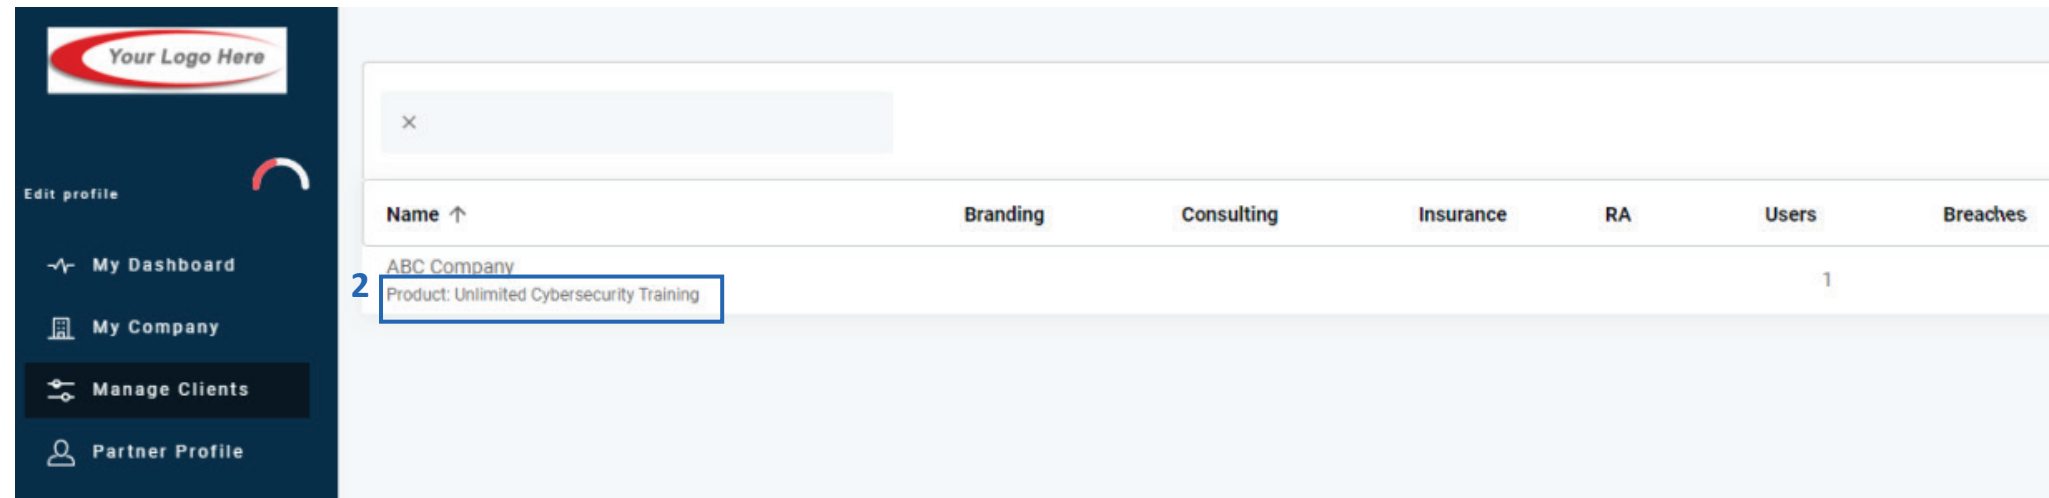 Your Logo Here
Edit profile
My Dashboard
My Company
Manage Clients
Partner Profile
×
Name ↑ Branding Consulting Insurance RA Users Breaches
ABC Company
1
2
Product: Unlimited Cybersecurity Training